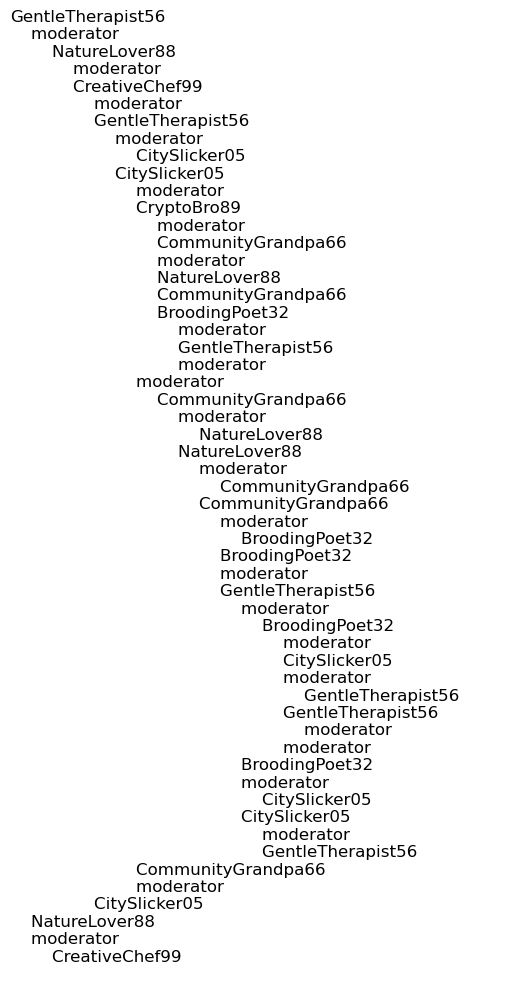 GentleTherapist56
moderator
NatureLover88
moderator
CreativeChef99
moderator
GentleTherapist56
moderator
CitySlicker05
CitySlicker05
moderator
CryptoBro89
moderator
CommunityGrandpa66
moderator
NatureLover88
CommunityGrandpa66
BroodingPoet32
moderator
GentleTherapist56
moderator
moderator
CommunityGrandpa66
moderator
NatureLover88
NatureLover88
moderator
CommunityGrandpa66
CommunityGrandpa66
moderator
BroodingPoet32
BroodingPoet32
moderator
GentleTherapist56
moderator
BroodingPoet32
moderator
CitySlicker05
moderator
GentleTherapist56
GentleTherapist56
moderator
moderator
BroodingPoet32
moderator
CitySlicker05
CitySlicker05
moderator
GentleTherapist56
CommunityGrandpa66
moderator
CitySlicker05
NatureLover88
moderator
CreativeChef99